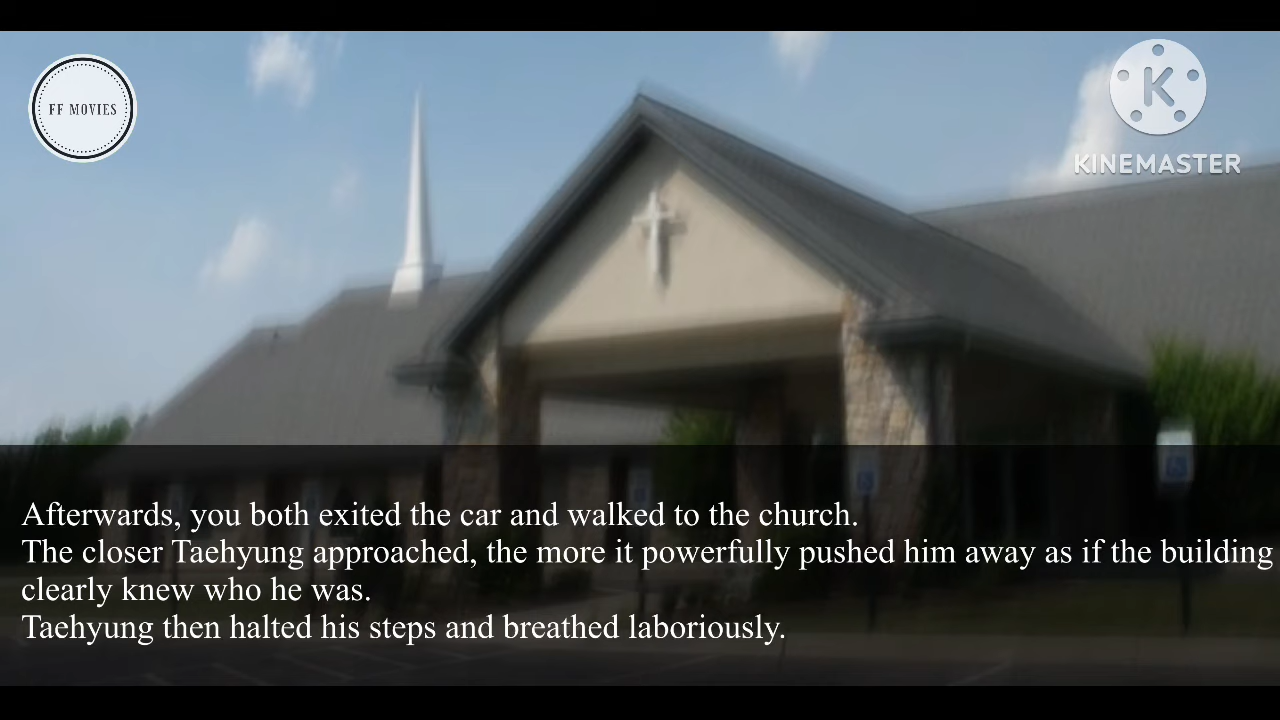 FF MOVIES
K
KINEMASTER
Afterwards, you both exited the car and walked to the church.
The closer Taehyung approached, the more it powerfully pushed him away as if the building
clearly knew who he was.
Taehyung then halted his steps and breathed laboriously.